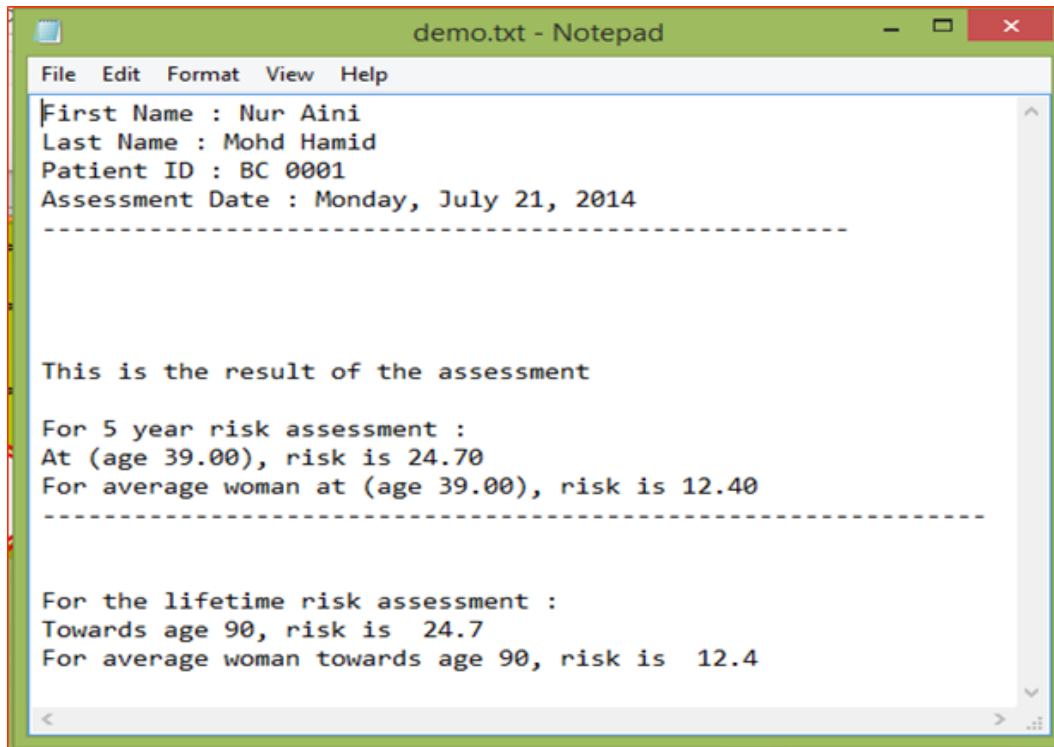 demo.txt - Notepad
File Edit Format View Help
First Name : Nur Aini
Last Name : Mohd Hamid
Patient ID : BC 0001
Assessment Date : Monday, July 21, 2014
-----------------------------------------------------
This is the result of the assessment
For 5 year risk assessment :
At (age 39.00), risk is 24.70
For average woman at (age 39.00), risk is 12.40
--------------------------------------------------------------
For the lifetime risk assessment :
Towards age 90, risk is  24.7
For average woman towards age 90, risk is  12.4